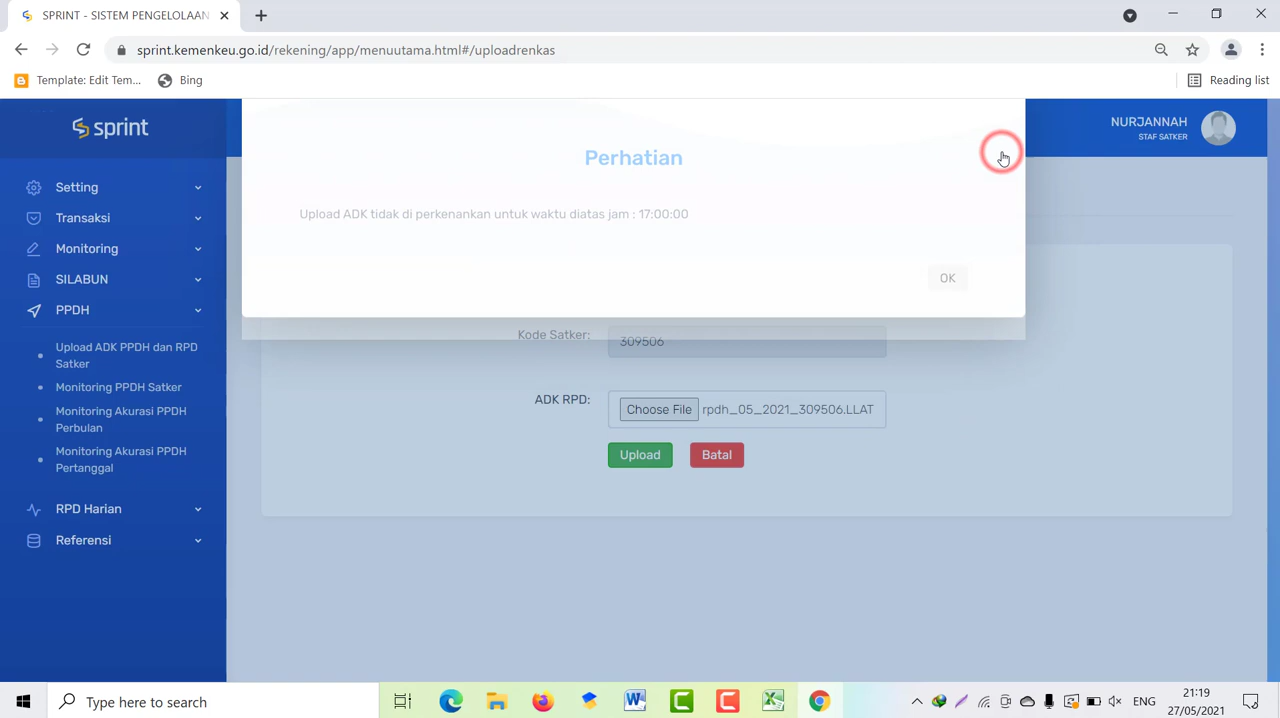 SPRINT - SISTEM PENGELOLAAN
sprint.kemenkeu.go.id/rekening/app/menuutama.html#/uploadrenkas
Template: Edit Tem...
Bing
Reading list
sprint
NURJANNAH
STAF SATKER
Setting
Transaksi
Monitoring
SILABUN
PPDH
Upload ADK PPDH dan RPD
Satker
Monitoring PPDH Satker
Monitoring Akurasi PPDH
Perbulan
Monitoring Akurasi PPDH
Pertanggal
RPD Harian
Referensi
Perhatian
Upload ADK tidak di perkenankan untuk waktu diatas jam : 17:00:00
OK
Kode Satker:
309506
ADK RPD:
Choose File rpdh_05_2021_309506.LLAT
Upload
Batal
Type here to search
ENG
21:19
27/05/2021